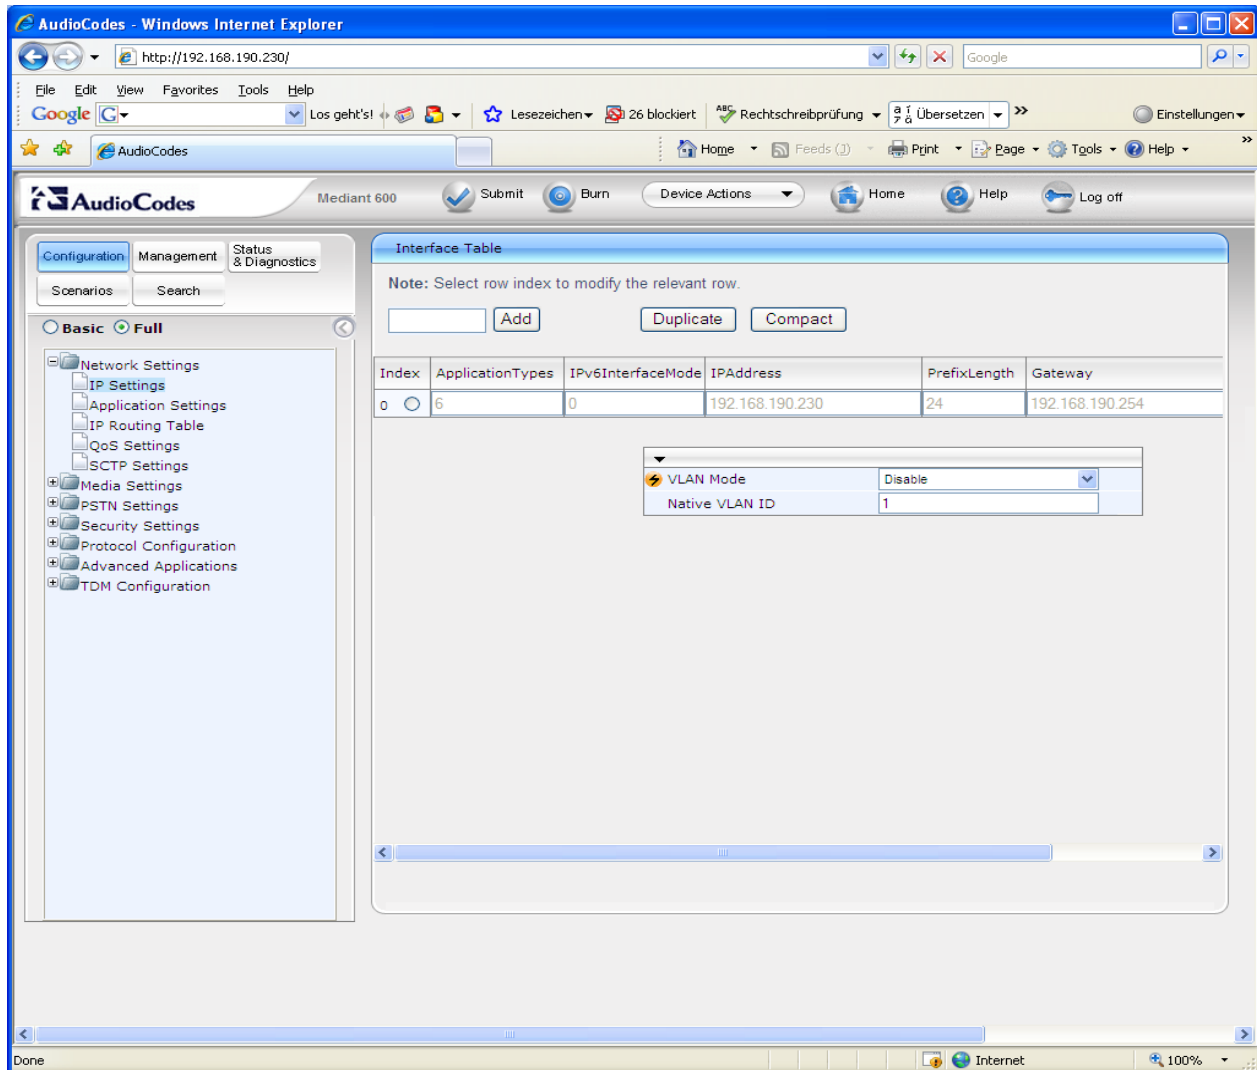 AudioCodes - Windows Internet Explorer
http://192.168.190.230/
Google
File Edit View Favorites Tools Help
Google G Los geht's! Lesezeichen 26 blockiert ABC Rechtschreibprüfung Übersetzen >> Einstellungen
AudioCodes Home Feeds (J) Print Page Tools Help >>
AudioCodes Mediant 600 Submit Burn Device Actions Home Help Log off
Configuration Management Status & Diagnostics
Scenarios Search
Basic Full
Network Settings
IP Settings
Application Settings
IP Routing Table
QoS Settings
SCTP Settings
Media Settings
PSTN Settings
Security Settings
Protocol Configuration
Advanced Applications
TDM Configuration
Interface Table
Note: Select row index to modify the relevant row.
Add Duplicate Compact
Index ApplicationTypes IPv6InterfaceMode IPAddress PrefixLength Gateway
0 6 0 192.168.190.230 24 192.168.190.254
VLAN Mode Disable
Native VLAN ID 1
Done Internet 100%